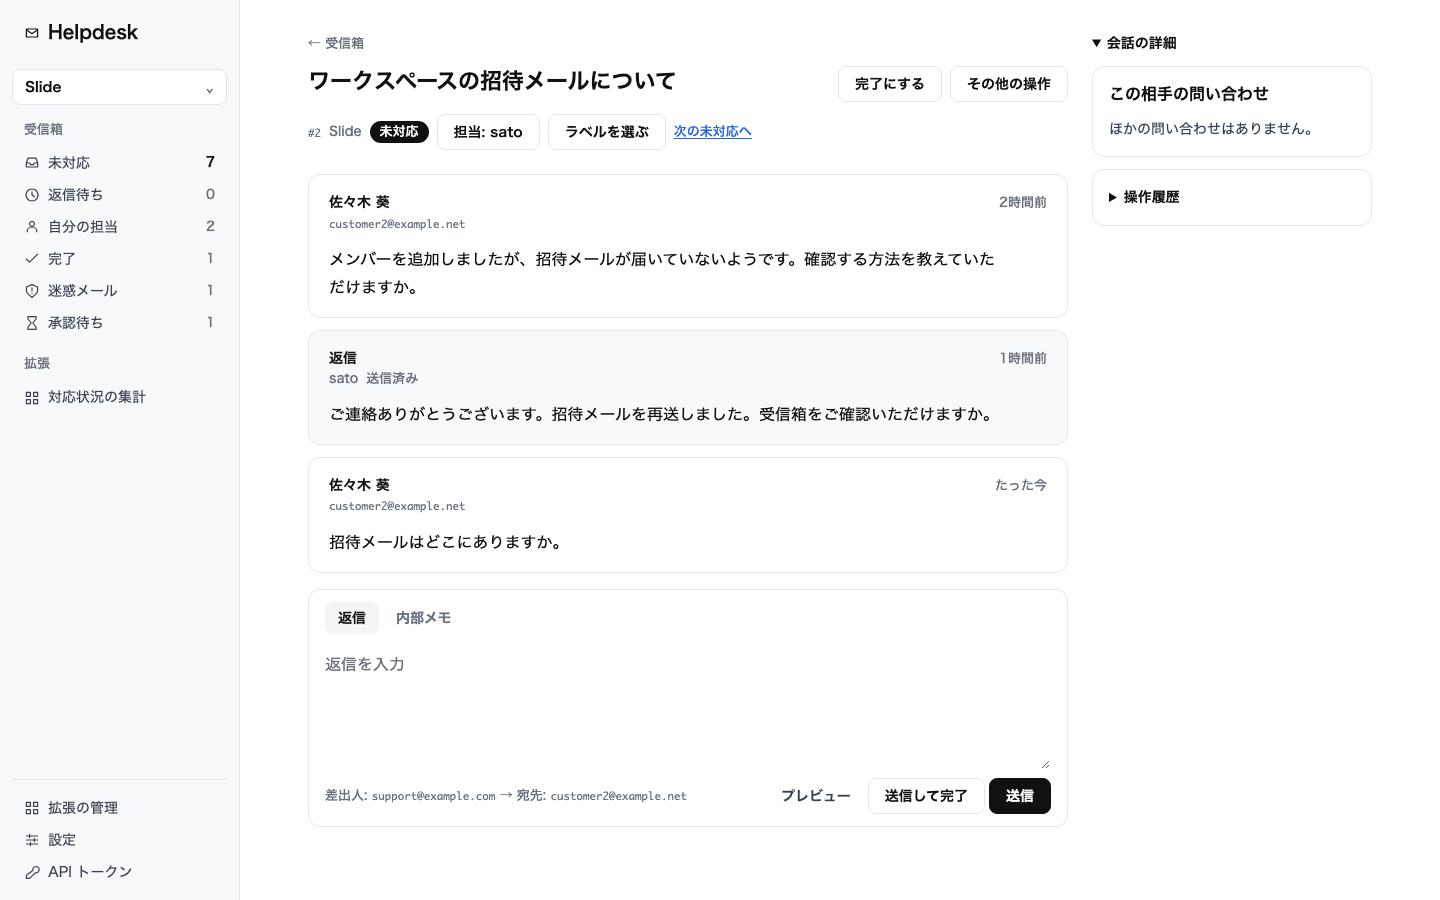 Helpdesk
Slide
受信箱
未対応 7
返信待ち 0
自分の担当 2
完了 1
迷惑メール 1
承認待ち 1
拡張
対応状況の集計
拡張の管理
設定
API トークン
← 受信箱
ワークスペースの招待メールについて
完了にする
その他の操作
#2 Slide 未対応 担当: sato ラベルを選ぶ 次の未対応へ
佐々木 葵 2時間前
customer2@example.net
メンバーを追加しましたが、招待メールが届いていないようです。確認する方法を教えていた
だけますか。
返信 1時間前
sato 送信済み
ご連絡ありがとうございます。招待メールを再送しました。受信箱をご確認いただけますか。
佐々木 葵 たった今
customer2@example.net
招待メールはどこにありますか。
返信 内部メモ
返信を入力
差出人: support@example.com → 宛先: customer2@example.net
プレビュー 送信して完了 送信
▼ 会話の詳細
この相手の問い合わせ
ほかの問い合わせはありません。
▶ 操作履歴